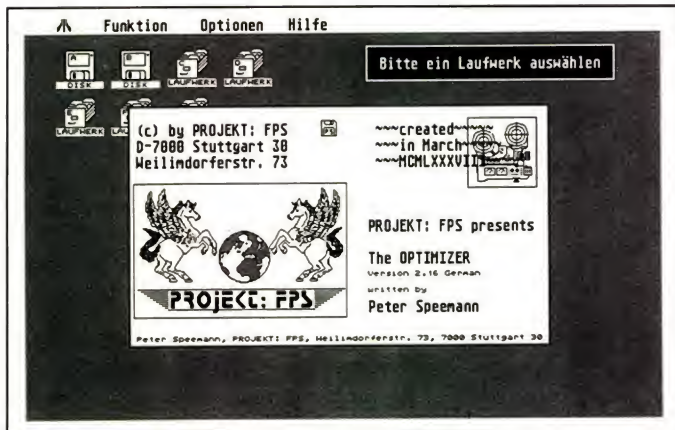 Funktion Optionen Hilfe
Bitte ein Laufwerk auswählen
A B
DISK DISK LAUFWERK LAUFWERK
LAUFWERK
(c) by PROJEKT: FPS
D-7000 Stuttgart 30
Weilimdorferstr. 73
~~~created~~~
~~~in March~~~
~~~MCMLXXXVIII~~~
PROJEKT: FPS
PROJEKT: FPS presents
The OPTIMIZER
Version 2.16 German
written by
Peter Speemann
Peter Speemann, PROJEKT: FPS, Weilimdorferstr. 73, 7000 Stuttgart 30